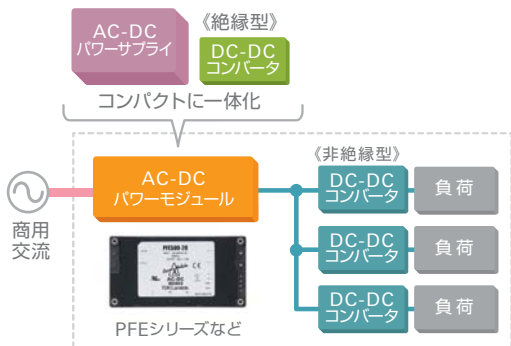 AC-DC
パワーサプライ
《絶縁型》
DC-DC
コンバータ
コンパクトに一体化
AC-DC
パワーモジュール
《非絶縁型》
DC-DC
コンバータ
負荷
DC-DC
コンバータ
負荷
DC-DC
コンバータ
負荷
商用
交流
AC-DC
PFEシリーズなど